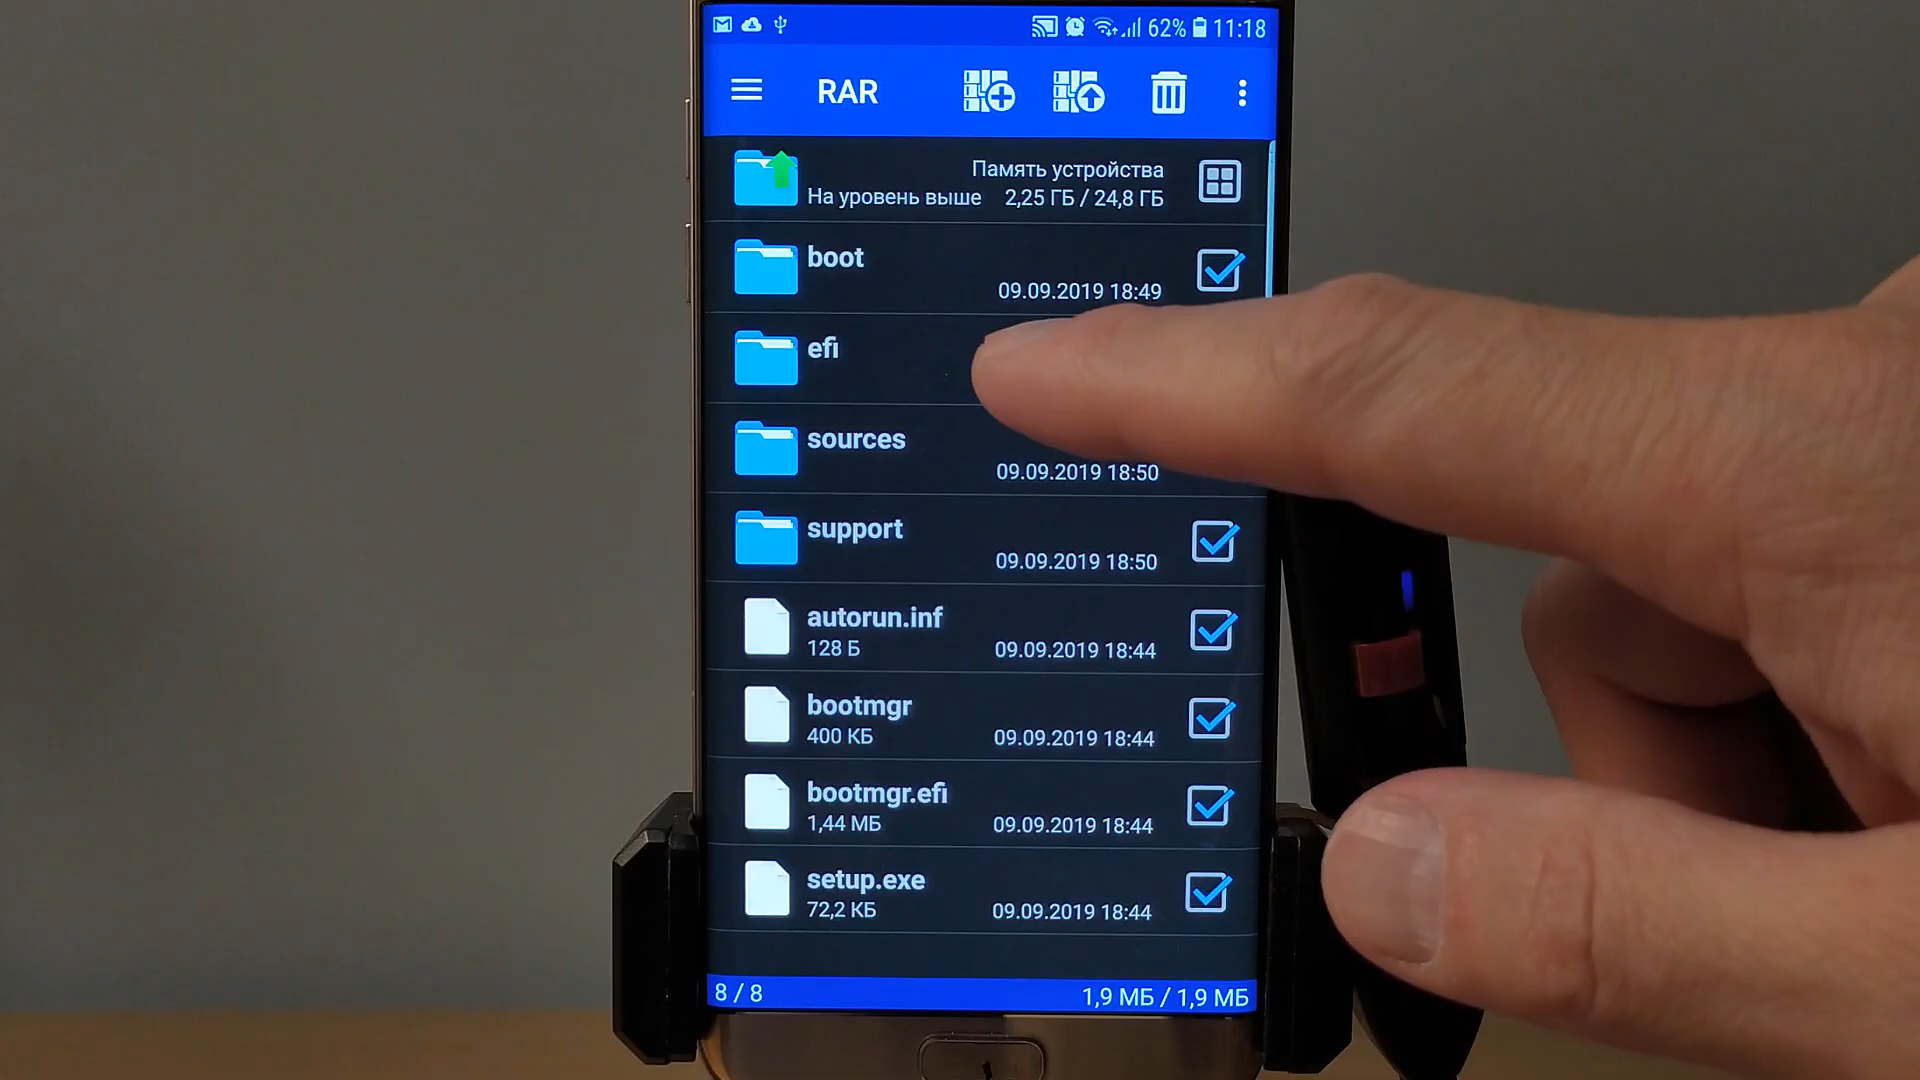 62% 11:18
RAR
Память устройства
На уровень выше 2,25 ГБ / 24,8 ГБ
boot
09.09.2019 18:49
efi
sources
09.09.2019 18:50
support
09.09.2019 18:50
autorun.inf
128 Б 09.09.2019 18:44
bootmgr
400 КБ 09.09.2019 18:44
bootmgr.efi
1,44 МБ 09.09.2019 18:44
setup.exe
72,2 КБ 09.09.2019 18:44
8 / 8 1,9 МБ / 1,9 МБ